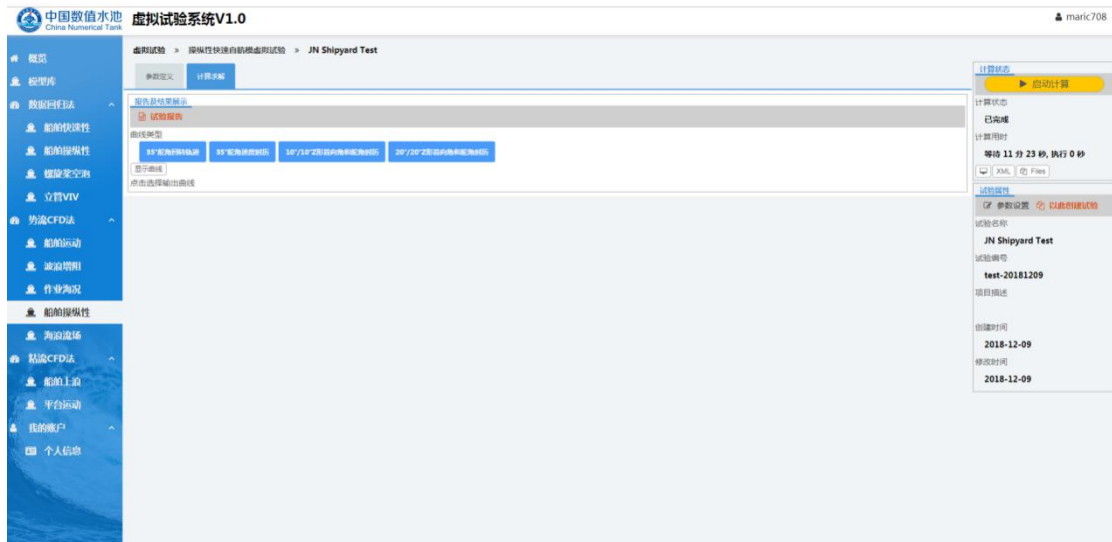 中国数值水池
China Numerical Tank
虚拟试验系统V1.0
maric708
概览
模型库
数据回归法
船舶快速性
船舶操纵性
螺旋桨空泡
立管VIV
势流CFD法
船舶运动
波浪增阻
作业海况
船舶操纵性
海浪流场
粘流CFD法
船舶上浪
平台运动
我的账户
个人信息
虚拟试验 » 操纵性快速自航模虚拟试验 » JN Shipyard Test
参数定义 计算求解
报告及结果展示
试验报告
曲线类型
35°舵角回转轨迹 35°舵角速度时历 10°/10°Z形首向角和舵角时历 20°/20°Z形首向角和舵角时历
显示曲线
点击选择输出曲线
计算状态
启动计算
计算状态
已完成
计算用时
等待 11 分 23 秒, 执行 0 秒
XML Files
试验属性
参数设置 以此创建试验
试验名称
JN Shipyard Test
试验编号
test-20181209
项目描述
创建时间
2018-12-09
修改时间
2018-12-09